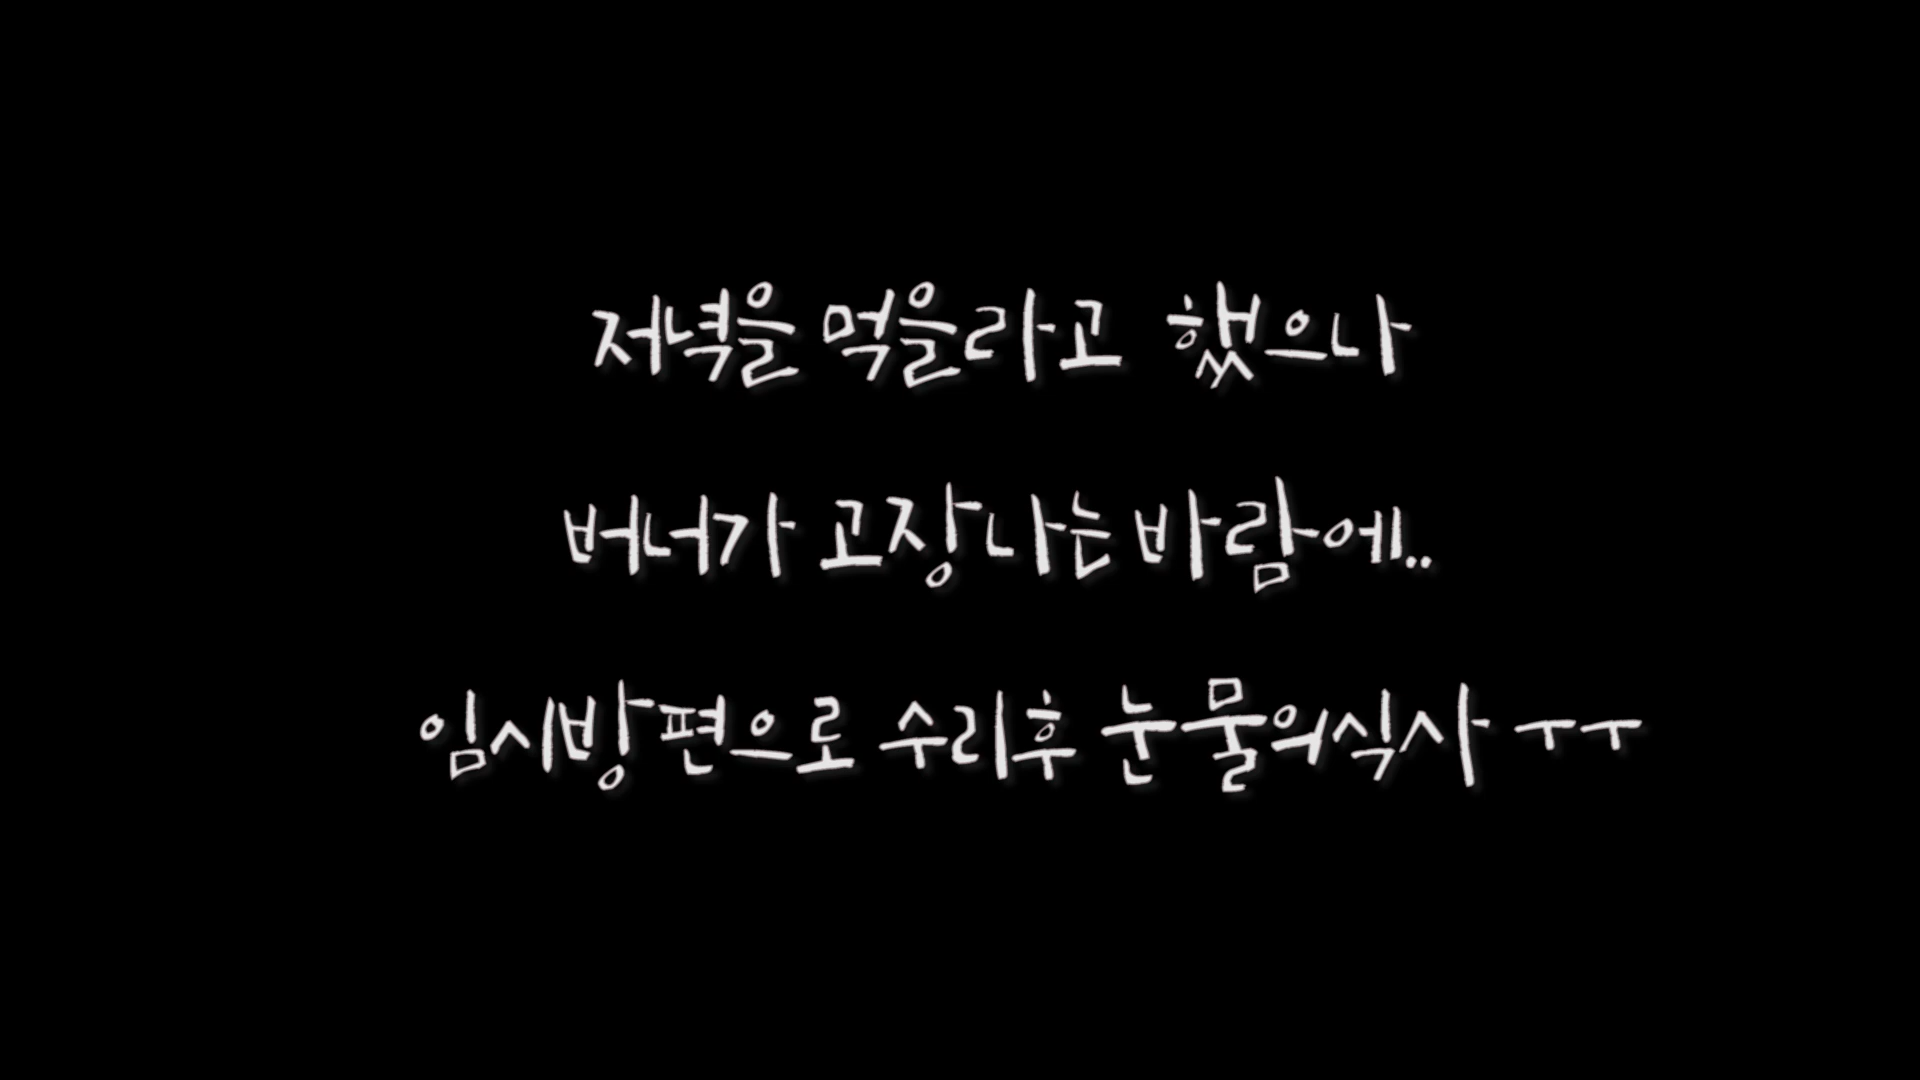 저녁을 먹을라고 했으나
버너가 고장나는 바람에..
임시방편으로 수리후 눈물의식사 ㅜㅜ